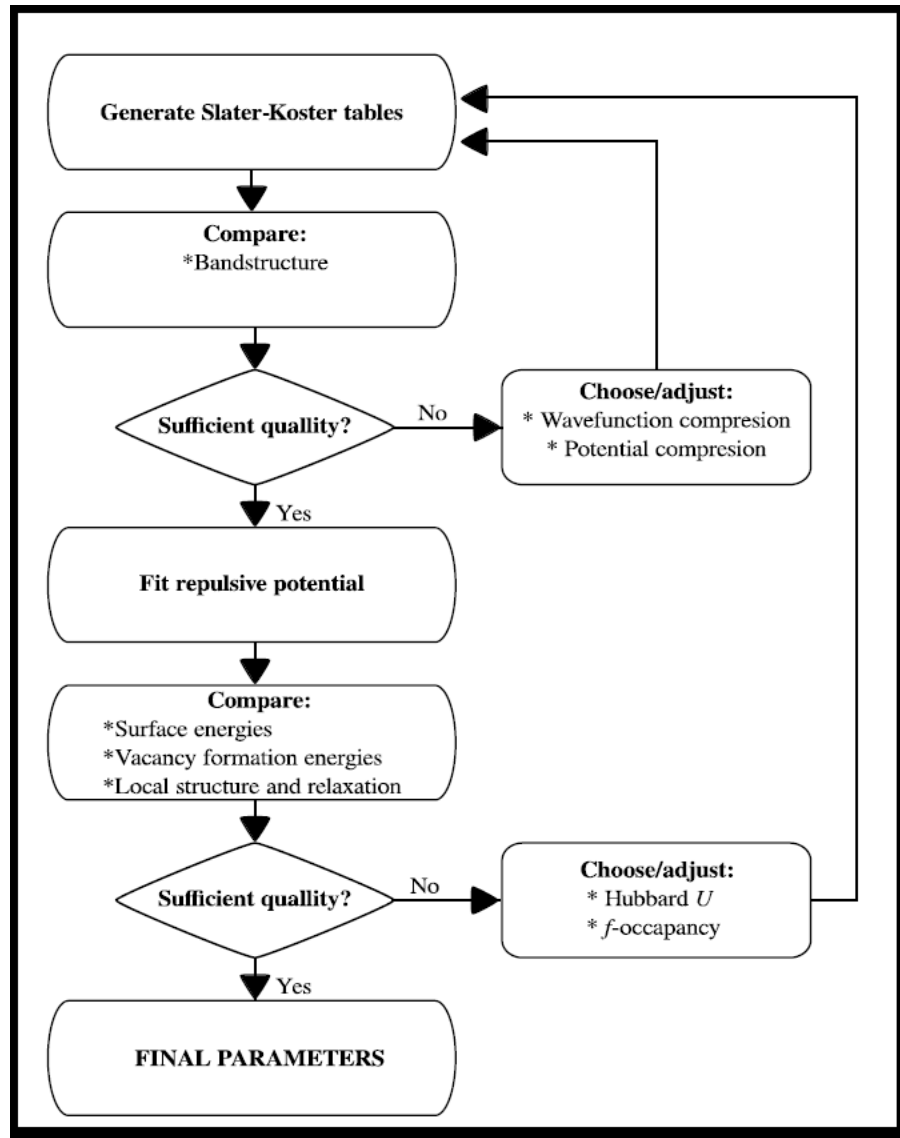 Generate Slater-Koster tables
Compare:
*Bandstructure
Sufficient quallity?
No
Choose/adjust:
* Wavefunction compresion
* Potential compresion
Yes
Fit repulsive potential
Compare:
*Surface energies
*Vacancy formation energies
*Local structure and relaxation
Sufficient quallity?
No
Choose/adjust:
* Hubbard U
* f-occapancy
Yes
FINAL PARAMETERS